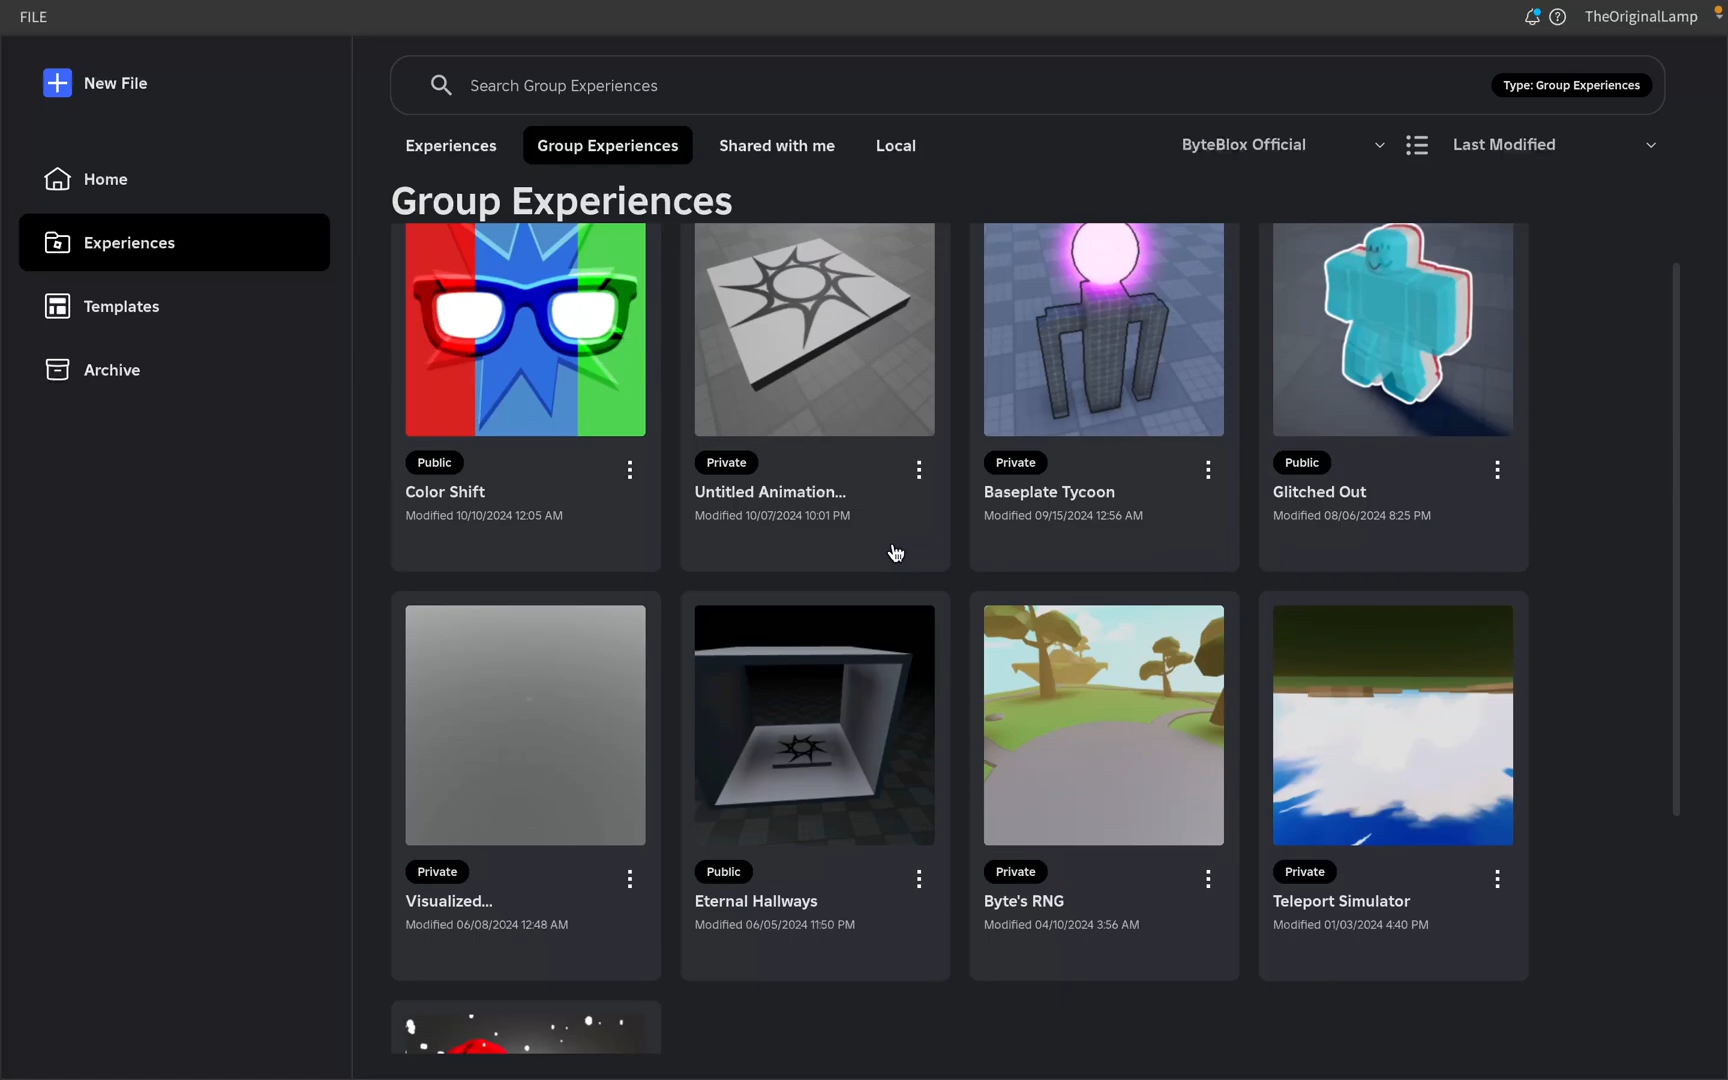 FILE
TheOriginalLamp
New File
Search Group Experiences
Type: Group Experiences
Experiences
Group Experiences
Shared with me
Local
ByteBlox Official
Last Modified
Home
Experiences
Templates
Archive
Group Experiences
Public
Color Shift
Modified 10/10/2024 12:05 AM
Private
Untitled Animation...
Modified 10/07/2024 10:01 PM
Private
Baseplate Tycoon
Modified 09/15/2024 12:56 AM
Public
Glitched Out
Modified 08/06/2024 8:25 PM
Private
Visualized...
Modified 06/08/2024 12:48 AM
Public
Eternal Hallways
Modified 06/05/2024 11:50 PM
Private
Byte's RNG
Modified 04/10/2024 3:56 AM
Private
Teleport Simulator
Modified 01/03/2024 4:40 PM